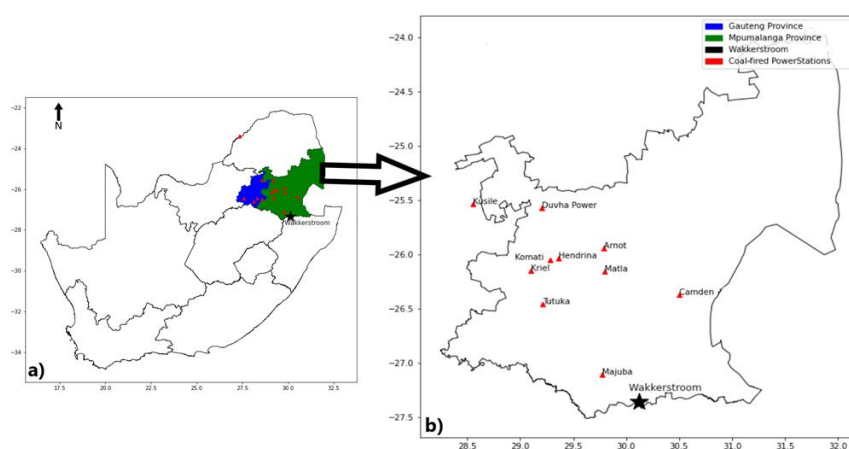 −22
−24
−26
−28
−30
−32
−34
N
Wakkerstroom
a)
17.5 20.0 22.5 25.0 27.5 30.0 32.5
−24.0
−24.5
−25.0
−25.5
−26.0
−26.5
−27.0
−27.5
Gauteng Province
Mpumalanga Province
Wakkerstroom
Coal-fired PowerStations
Kusile
Duvha Power
Arnot
Komati
Hendrina
Kriel
Matla
Camden
Tutuka
Majuba
Wakkerstroom
b)
28.5 29.0 29.5 30.0 30.5 31.0 31.5 32.0